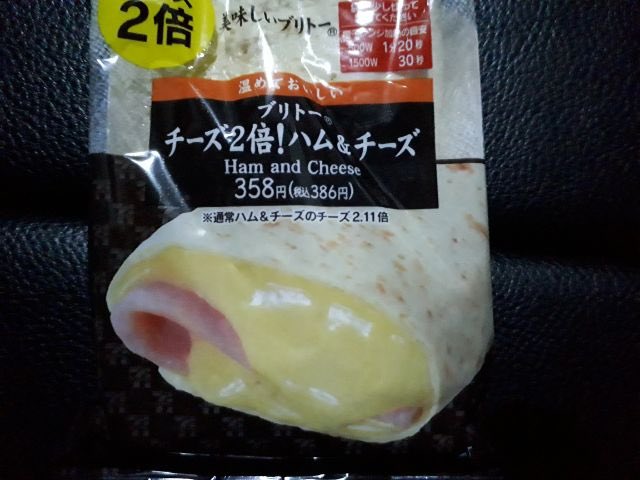 2倍
美味しいブリトー®
1分20秒
1500W 30秒
温めておいしい
ブリトー®
チーズ2倍!ハム&チーズ
Ham and Cheese
358円(税込386円)
※通常ハム&チーズのチーズ2.11倍